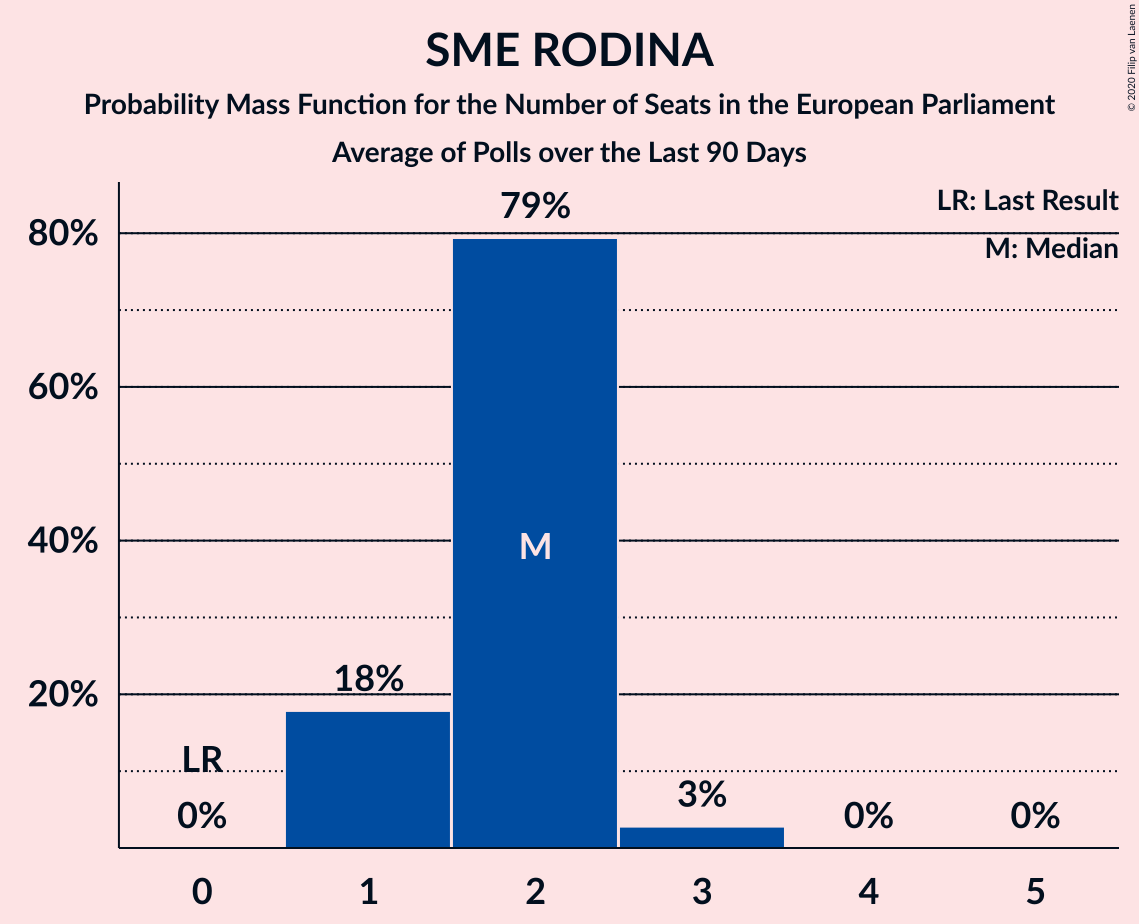 SME RODINA
Probability Mass Function for the Number of Seats in the European Parliament
Average of Polls over the Last 90 Days
© 2020 Filip van Laenen
LR: Last Result
M: Median
80%
60%
40%
20%
LR
0%
18%
79%
M
3%
0%
0%
0 1 2 3 4 5